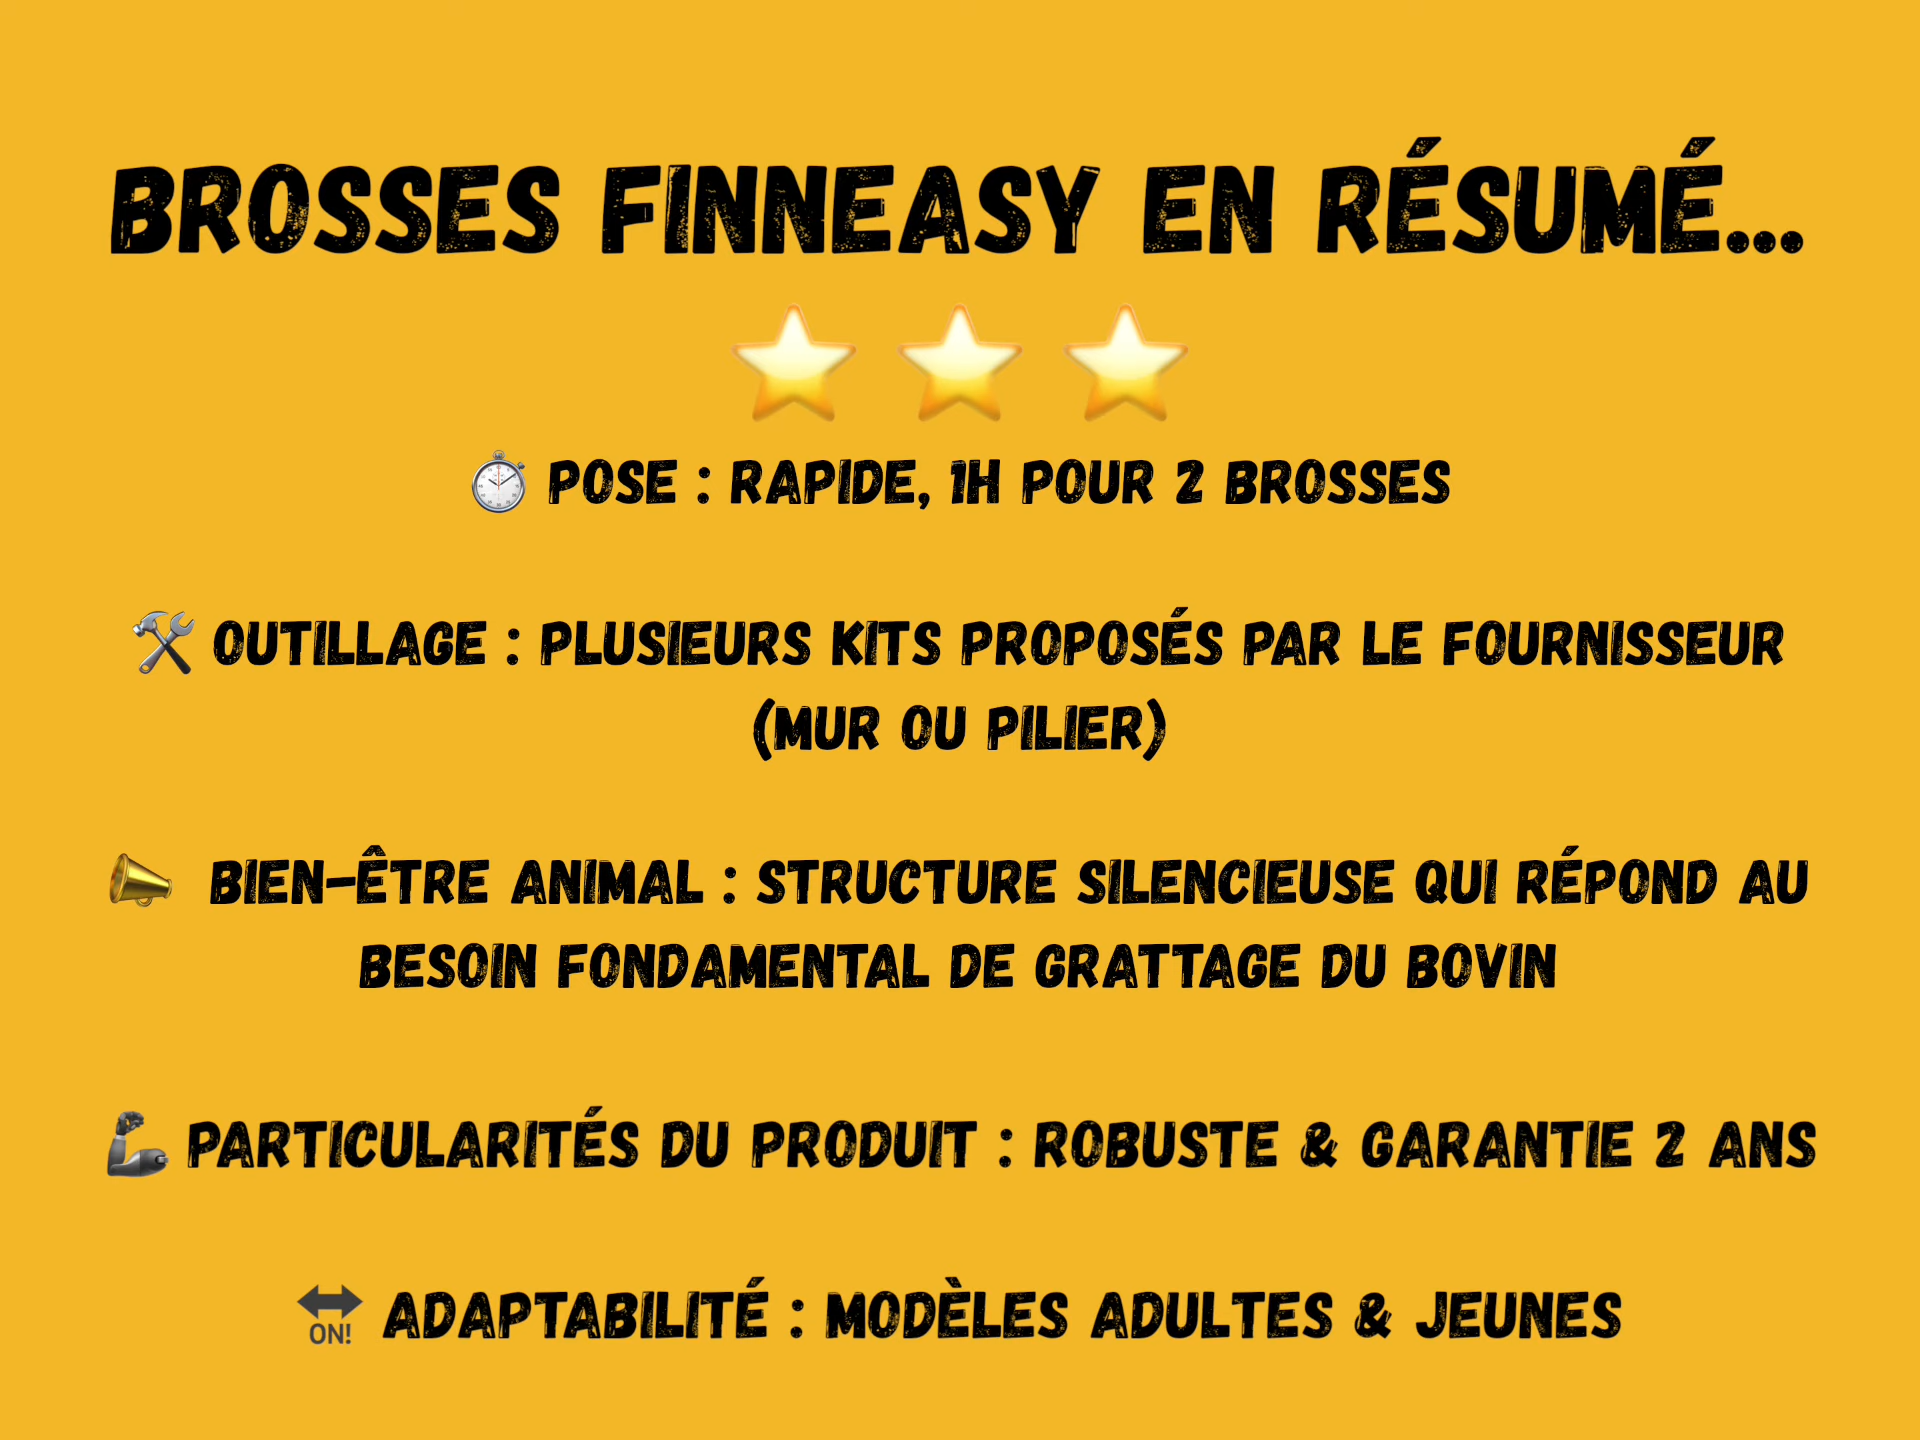 BROSSES FINNEASY EN RÉSUMÉ...
⭐ ⭐ ⭐
⏱️ POSE : RAPIDE, 1H POUR 2 BROSSES
🛠️ OUTILLAGE : PLUSIEURS KITS PROPOSÉS PAR LE FOURNISSEUR
(MUR OU PILIER)
📣 BIEN-ÊTRE ANIMAL : STRUCTURE SILENCIEUSE QUI RÉPOND AU
BESOIN FONDAMENTAL DE GRATTAGE DU BOVIN
🦾 PARTICULARITÉS DU PRODUIT : ROBUSTE & GARANTIE 2 ANS
🔛 ADAPTABILITÉ : MODÈLES ADULTES & JEUNES